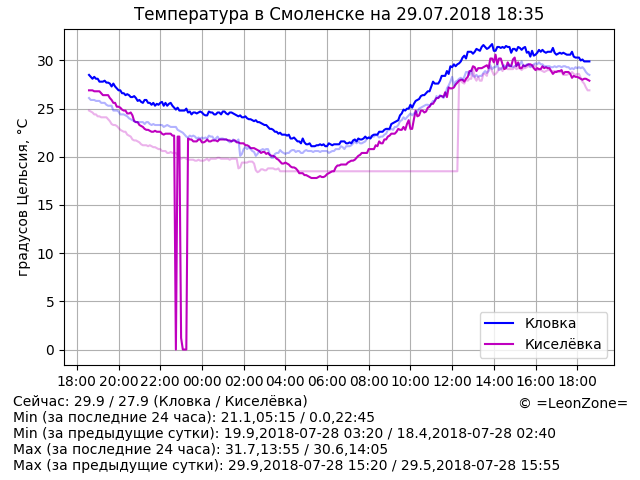 Температура в Смоленске на 29.07.2018 18:35
градусов Цельсия, °C
30
25
20
15
10
5
0
Кловка
Киселёвка
18:00 20:00 22:00 00:00 02:00 04:00 06:00 08:00 10:00 12:00 14:00 16:00 18:00
Сейчас: 29.9 / 27.9 (Кловка / Киселёвка)
© =LeonZone=
Min (за последние 24 часа): 21.1,05:15 / 0.0,22:45
Min (за предыдущие сутки): 19.9,2018-07-28 03:20 / 18.4,2018-07-28 02:40
Max (за последние 24 часа): 31.7,13:55 / 30.6,14:05
Max (за предыдущие сутки): 29.9,2018-07-28 15:20 / 29.5,2018-07-28 15:55